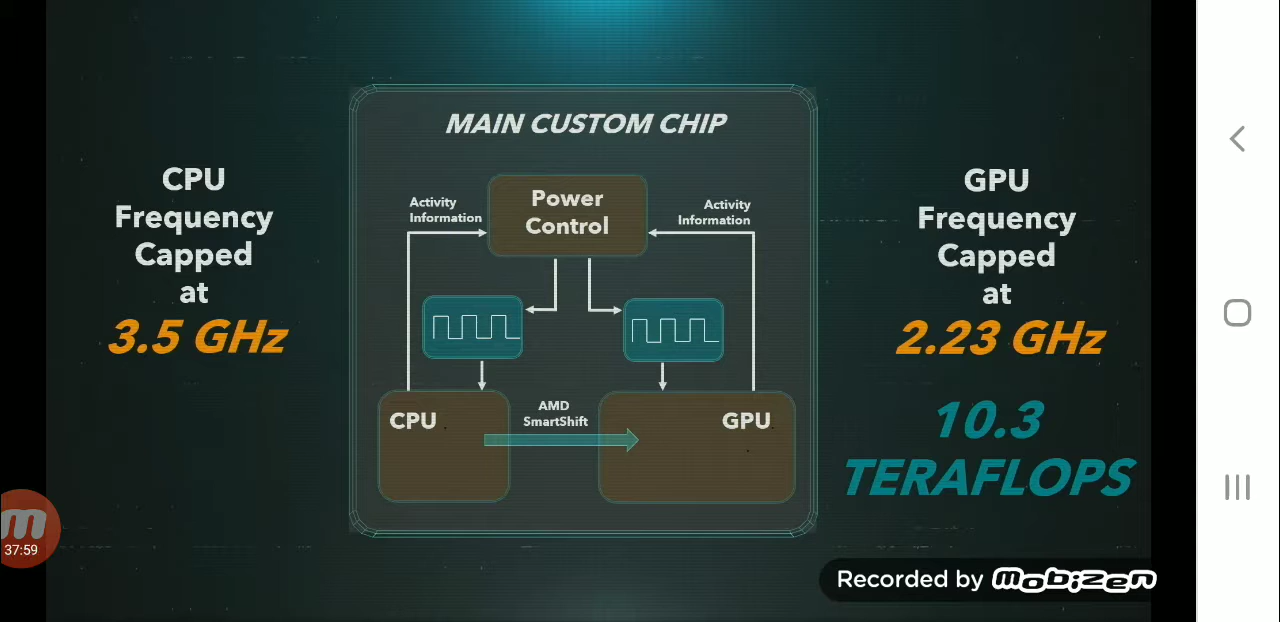 MAIN CUSTOM CHIP
CPU
Frequency
Capped
at
3.5 GHz
Activity
Information
Power
Control
Activity
Information
CPU
AMD
SmartShift
GPU
GPU
Frequency
Capped
at
2.23 GHz
10.3
TERAFLOPS
m
37:59
Recorded by mobizen